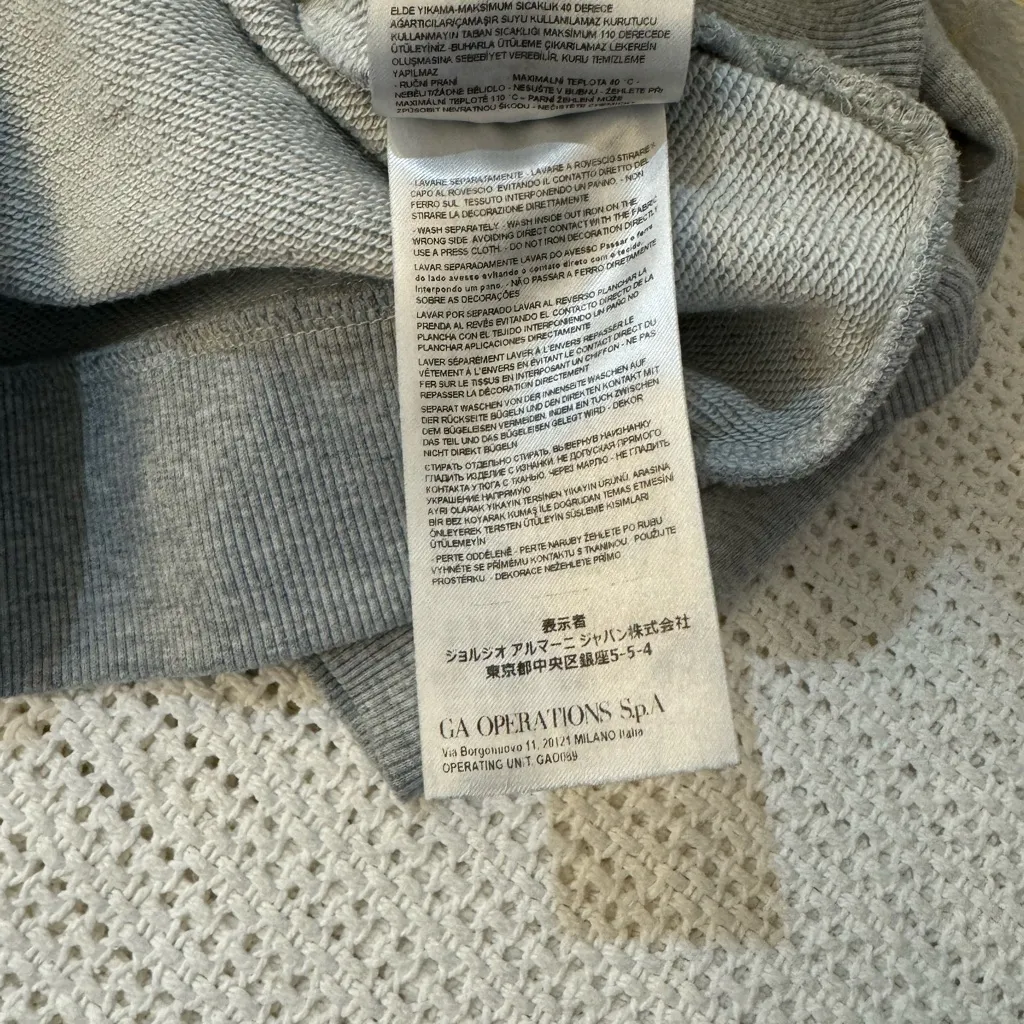 ELDE YIKAMA-MAKSIMUM SICAKLIK 40 DERECE
AĞARTICILAR/ÇAMAŞIR SUYU KULLANILAMAZ KURUTUCU
KULLANMAYIN TABAN SICAKLIGI MAKSIMUM 110 DERECEDE
ÜTÜLEYİNİZ -BUHARLA ÜTÜLEME ÇIKARILAMAZ LEKEREİN
OLUŞMASINA SEBEBİYET VEREBİLİR. KURU TEMİZLEME
YAPILMAZ
- RUČNÍ PRANÍ MAXIMÁLNÍ TEPLOTA 40 °C -
NEBĚLIT/ŽÁDNÉ BĚLIDLO - NESUŠTE V BUBNU - ŽEHLETE PŘI
MAXIMÁLNÍ TEPLOTĚ 110 °C – PARNÍ ŽEHLENÍ MŮŽE
ZPŮSOBIT NEVRATNOU ŠKODU -
- LAVARE SEPARATAMENTE - LAVARE A ROVESCIO STIRARE
CAPO AL ROVESCIO EVITANDO IL CONTATTO DIRETTO DEL
FERRO SUL TESSUTO INTERPONENDO UN PANNO. - NON
STIRARE LA DECORAZIONE DIRETTAMENTE
- WASH SEPARATELY. - WASH INSIDE OUT IRON ON THE
WRONG SIDE AVOIDING DIRECT CONTACT WITH THE FABRIC
USE A PRESS CLOTH. - DO NOT IRON DECORATION DIRECTLY
LAVAR SEPARADAMENTE LAVAR DO AVESSO Passar o ferro
do lado avesso evitando o contato direto com o tecido.
Interpondo um pano. - NÃO PASSAR A FERRO DIRETAMENTE
SOBRE AS DECORAÇÕES
LAVAR POR SEPARADO LAVAR AL REVERSO PLANCHAR LA
PRENDA AL REVÉS EVITANDO EL CONTACTO DIRECTO DE LA
PLANCHA CON EL TEJIDO INTERPONIENDO UN PAÑO NO
PLANCHAR APLICACIONES DIRECTAMENTE
LAVER SÉPARÉMENT LAVER À L'ENVERS REPASSER LE
VÊTEMENT À L'ENVERS EN ÉVITANT LE CONTACT DIRECT DU
FER SUR LE TISSUS EN INTERPOSANT UN CHIFFON - NE PAS
REPASSER LA DÉCORATION DIRECTEMENT
SEPARAT WASCHEN VON DER INNENSEITE WASCHEN AUF
DER RÜCKSEITE BÜGELN UND DEN DIREKTEN KONTAKT MIT
DEM BÜGELEISEN VERMEIDEN, INDEM EIN TUCH ZWISCHEN
DAS TEIL UND DAS BÜGELEISEN GELEGT WIRD - DEKOR
NICHT DIREKT BÜGELN
СТИРАТЬ ОТДЕЛЬНО СТИРАТЬ, ВЫВЕРНУВ НАИЗНАНКУ
ГЛАДИТЬ ИЗДЕЛИЕ С ИЗНАНКИ, НЕ ДОПУСКАЯ ПРЯМОГО
КОНТАКТА УТЮГА С ТКАНЬЮ, ЧЕРЕЗ МАРЛЮ - НЕ ГЛАДИТЬ
УКРАШЕНИЕ НАПРЯМУЮ
AYRI OLARAK YIKAYIN TERSİNEN YIKAYIN ÜRÜNÜ, ARASINA
BİR BEZ KOYARAK KUMAŞ İLE DOĞRUDAN TEMAS ETMESİNİ
ÖNLEYEREK TERSTEN ÜTÜLEYİN SÜSLEME KISIMLARI
ÜTÜLEMEYİN
- PERTE ODDĚLENĚ - PERTE NARUBY ŽEHLETE PO RUBU
VYHNĚTE SE PŘÍMÉMU KONTAKTU S TKANINOU, POUŽIJTE
PROSTĚRKU - DEKORACE NEŽEHLETE PŘÍMO
表示者
ジョルジオ アルマーニ ジャパン株式会社
東京都中央区銀座5-5-4
GA OPERATIONS S.p.A
Via Borgonuovo 11, 20121 MILANO Italia
OPERATING UNIT GAO089